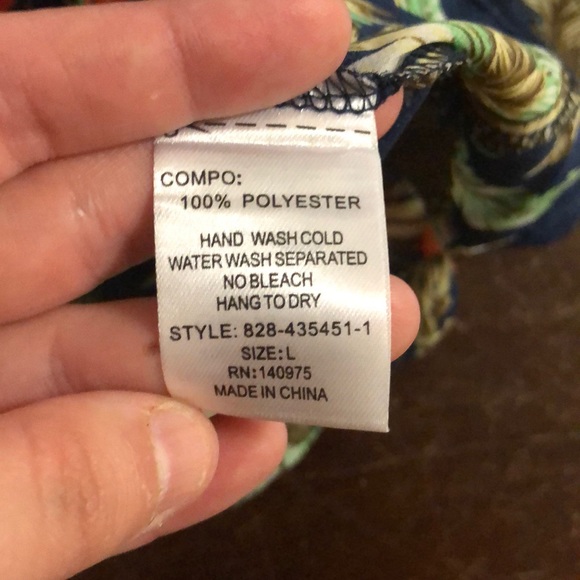 COMPO:
100% POLYESTER
HAND WASH COLD
WATER WASH SEPARATED
NO BLEACH
HANG TO DRY
STYLE: 828-435451-1
SIZE: L
RN:140975
MADE IN CHINA